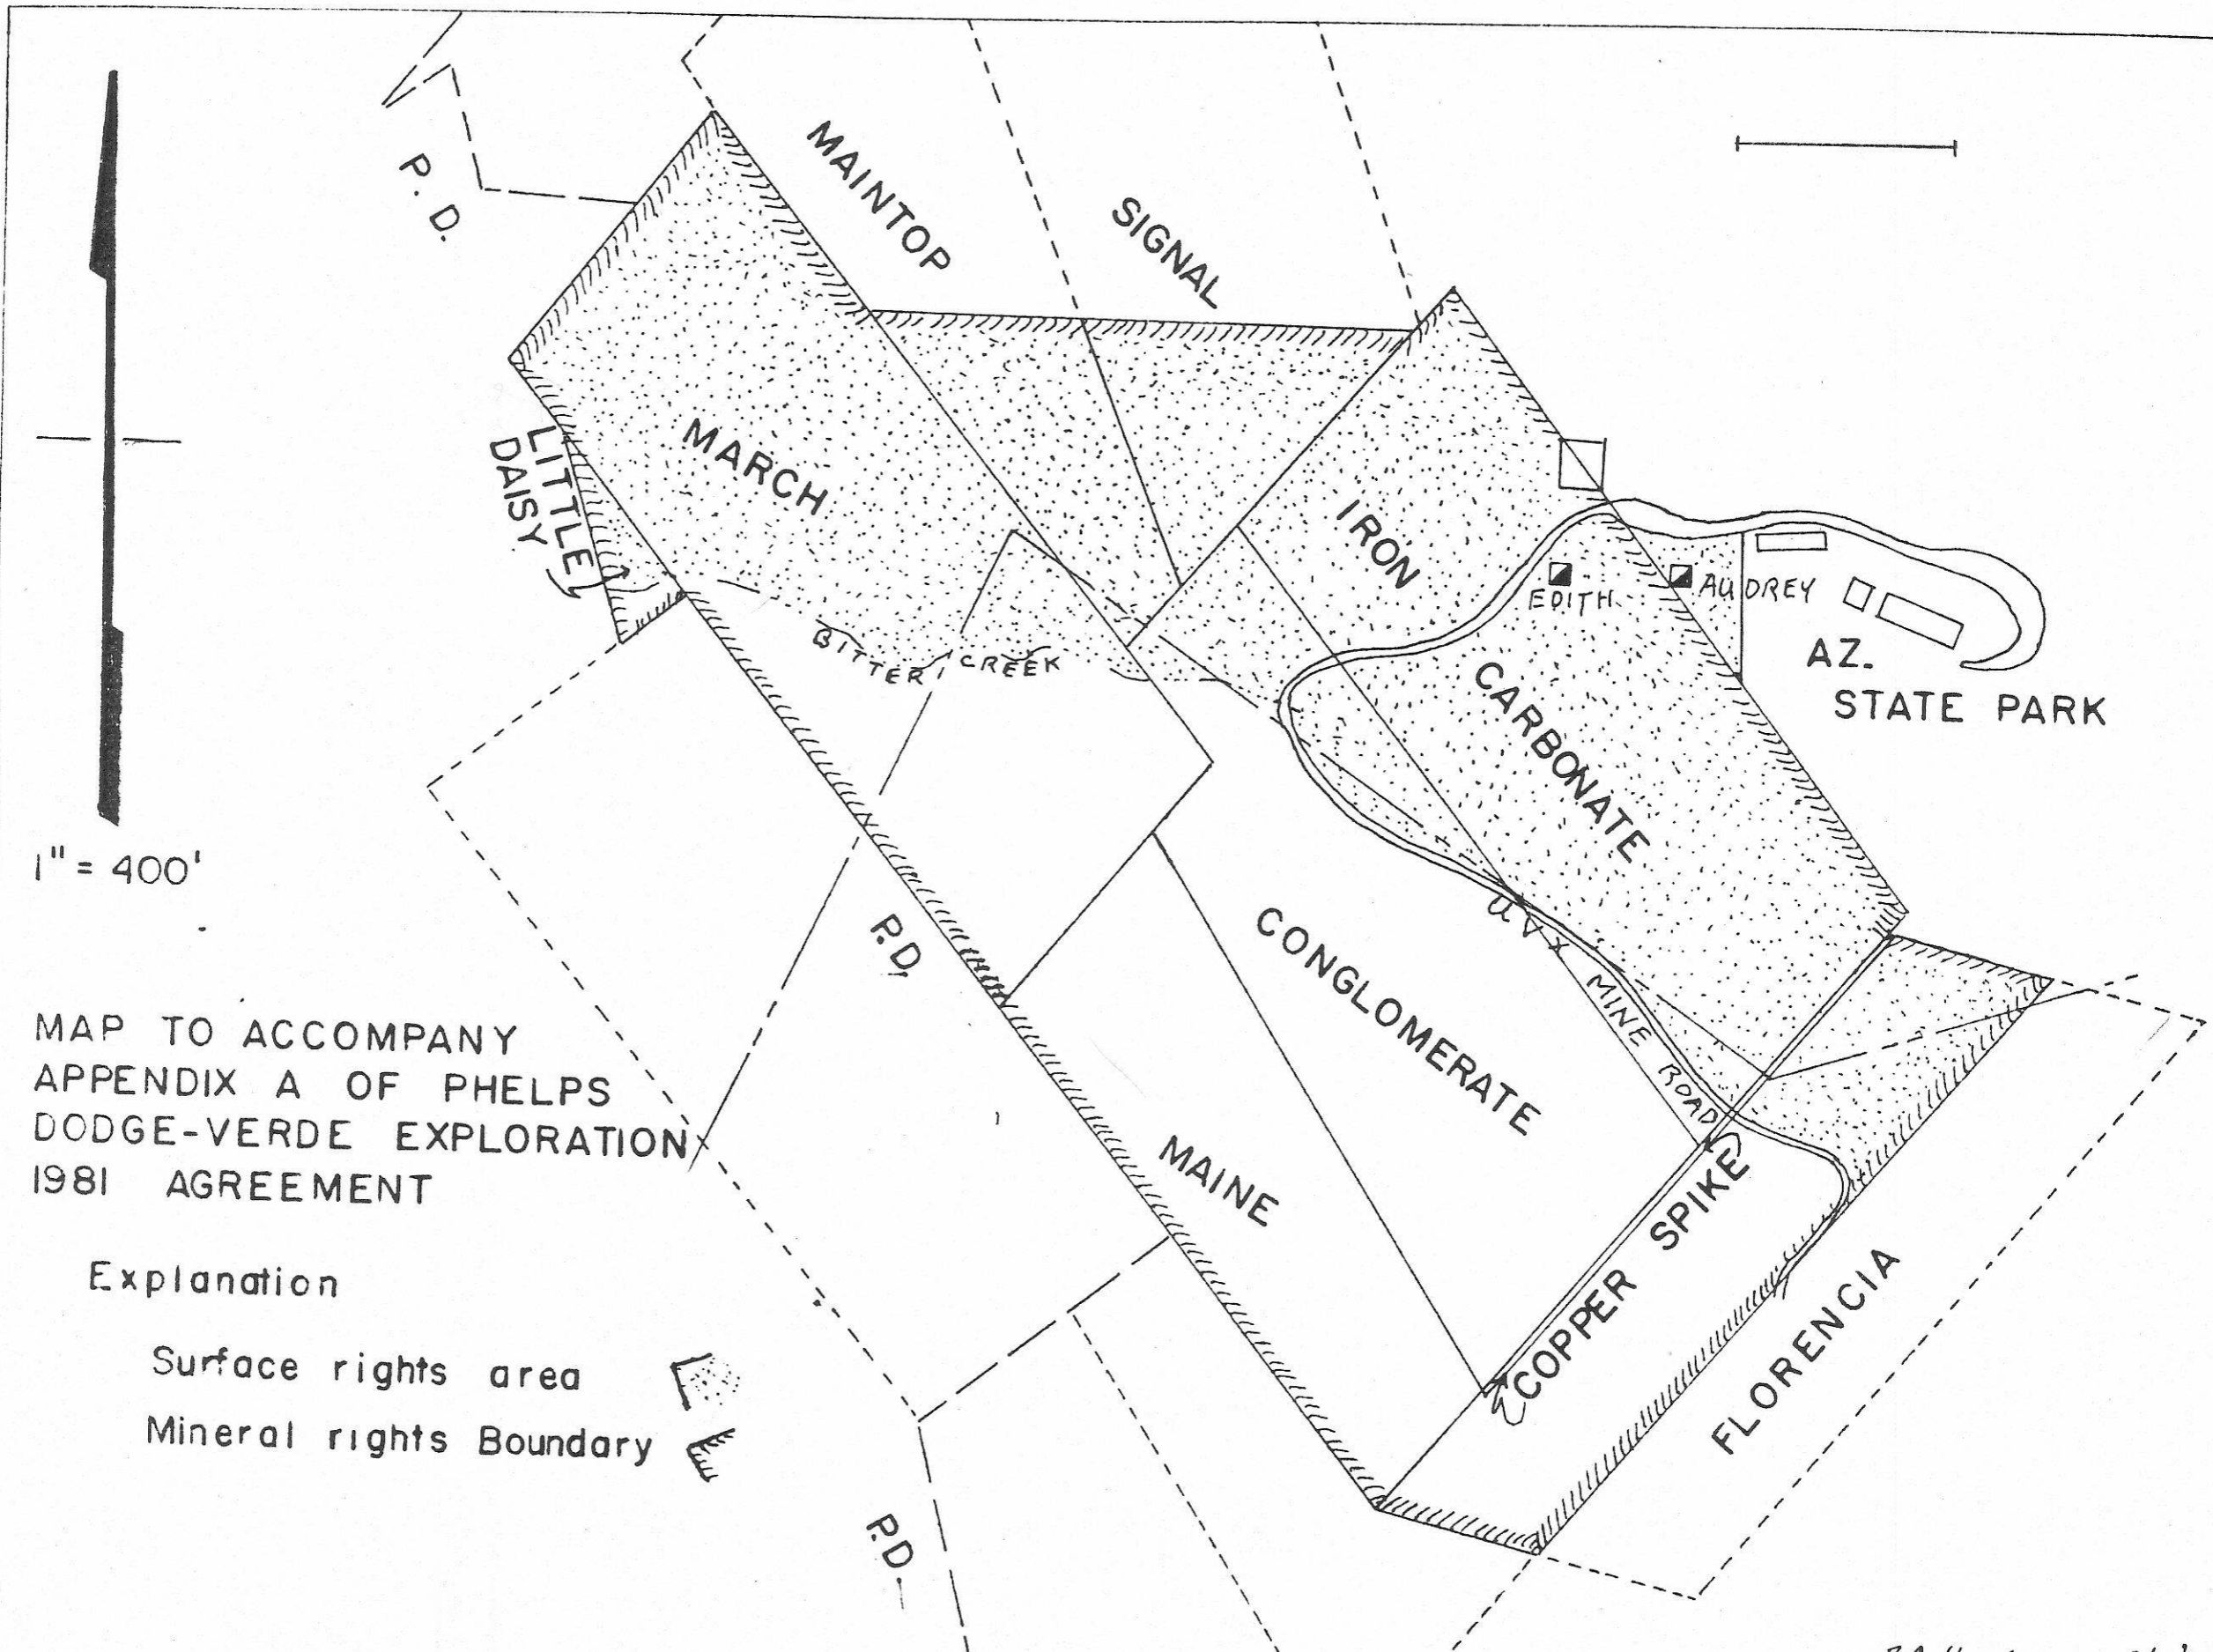 P. D.
MAINTOP
SIGNAL
LITTLE
DAISY
MARCH
IRON
EDITH
AUDREY
BITTER CREEK
AZ.
STATE PARK
CARBONATE
1" = 400'
P.D.
CONGLOMERATE
UVX MINE ROAD
MAP TO ACCOMPANY
APPENDIX A OF PHELPS
DODGE-VERDE EXPLORATION
1981 AGREEMENT
MAINE
COPPER SPIKE
FLORENCIA
Explanation
Surface rights area
Mineral rights Boundary
P.D.